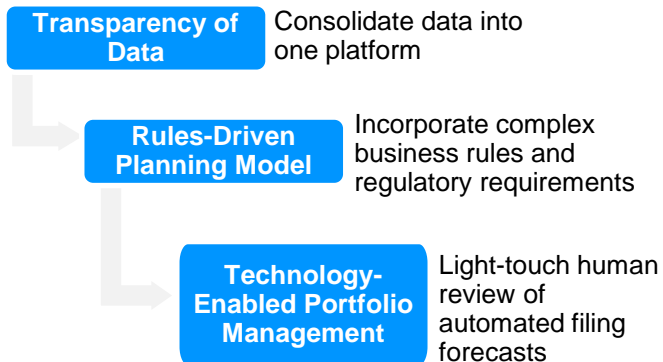 Transparency of
Data
Consolidate data into
one platform
Rules-Driven
Planning Model
Incorporate complex
business rules and
regulatory requirements
Technology-
Enabled Portfolio
Management
Light-touch human
review of
automated filing
forecasts